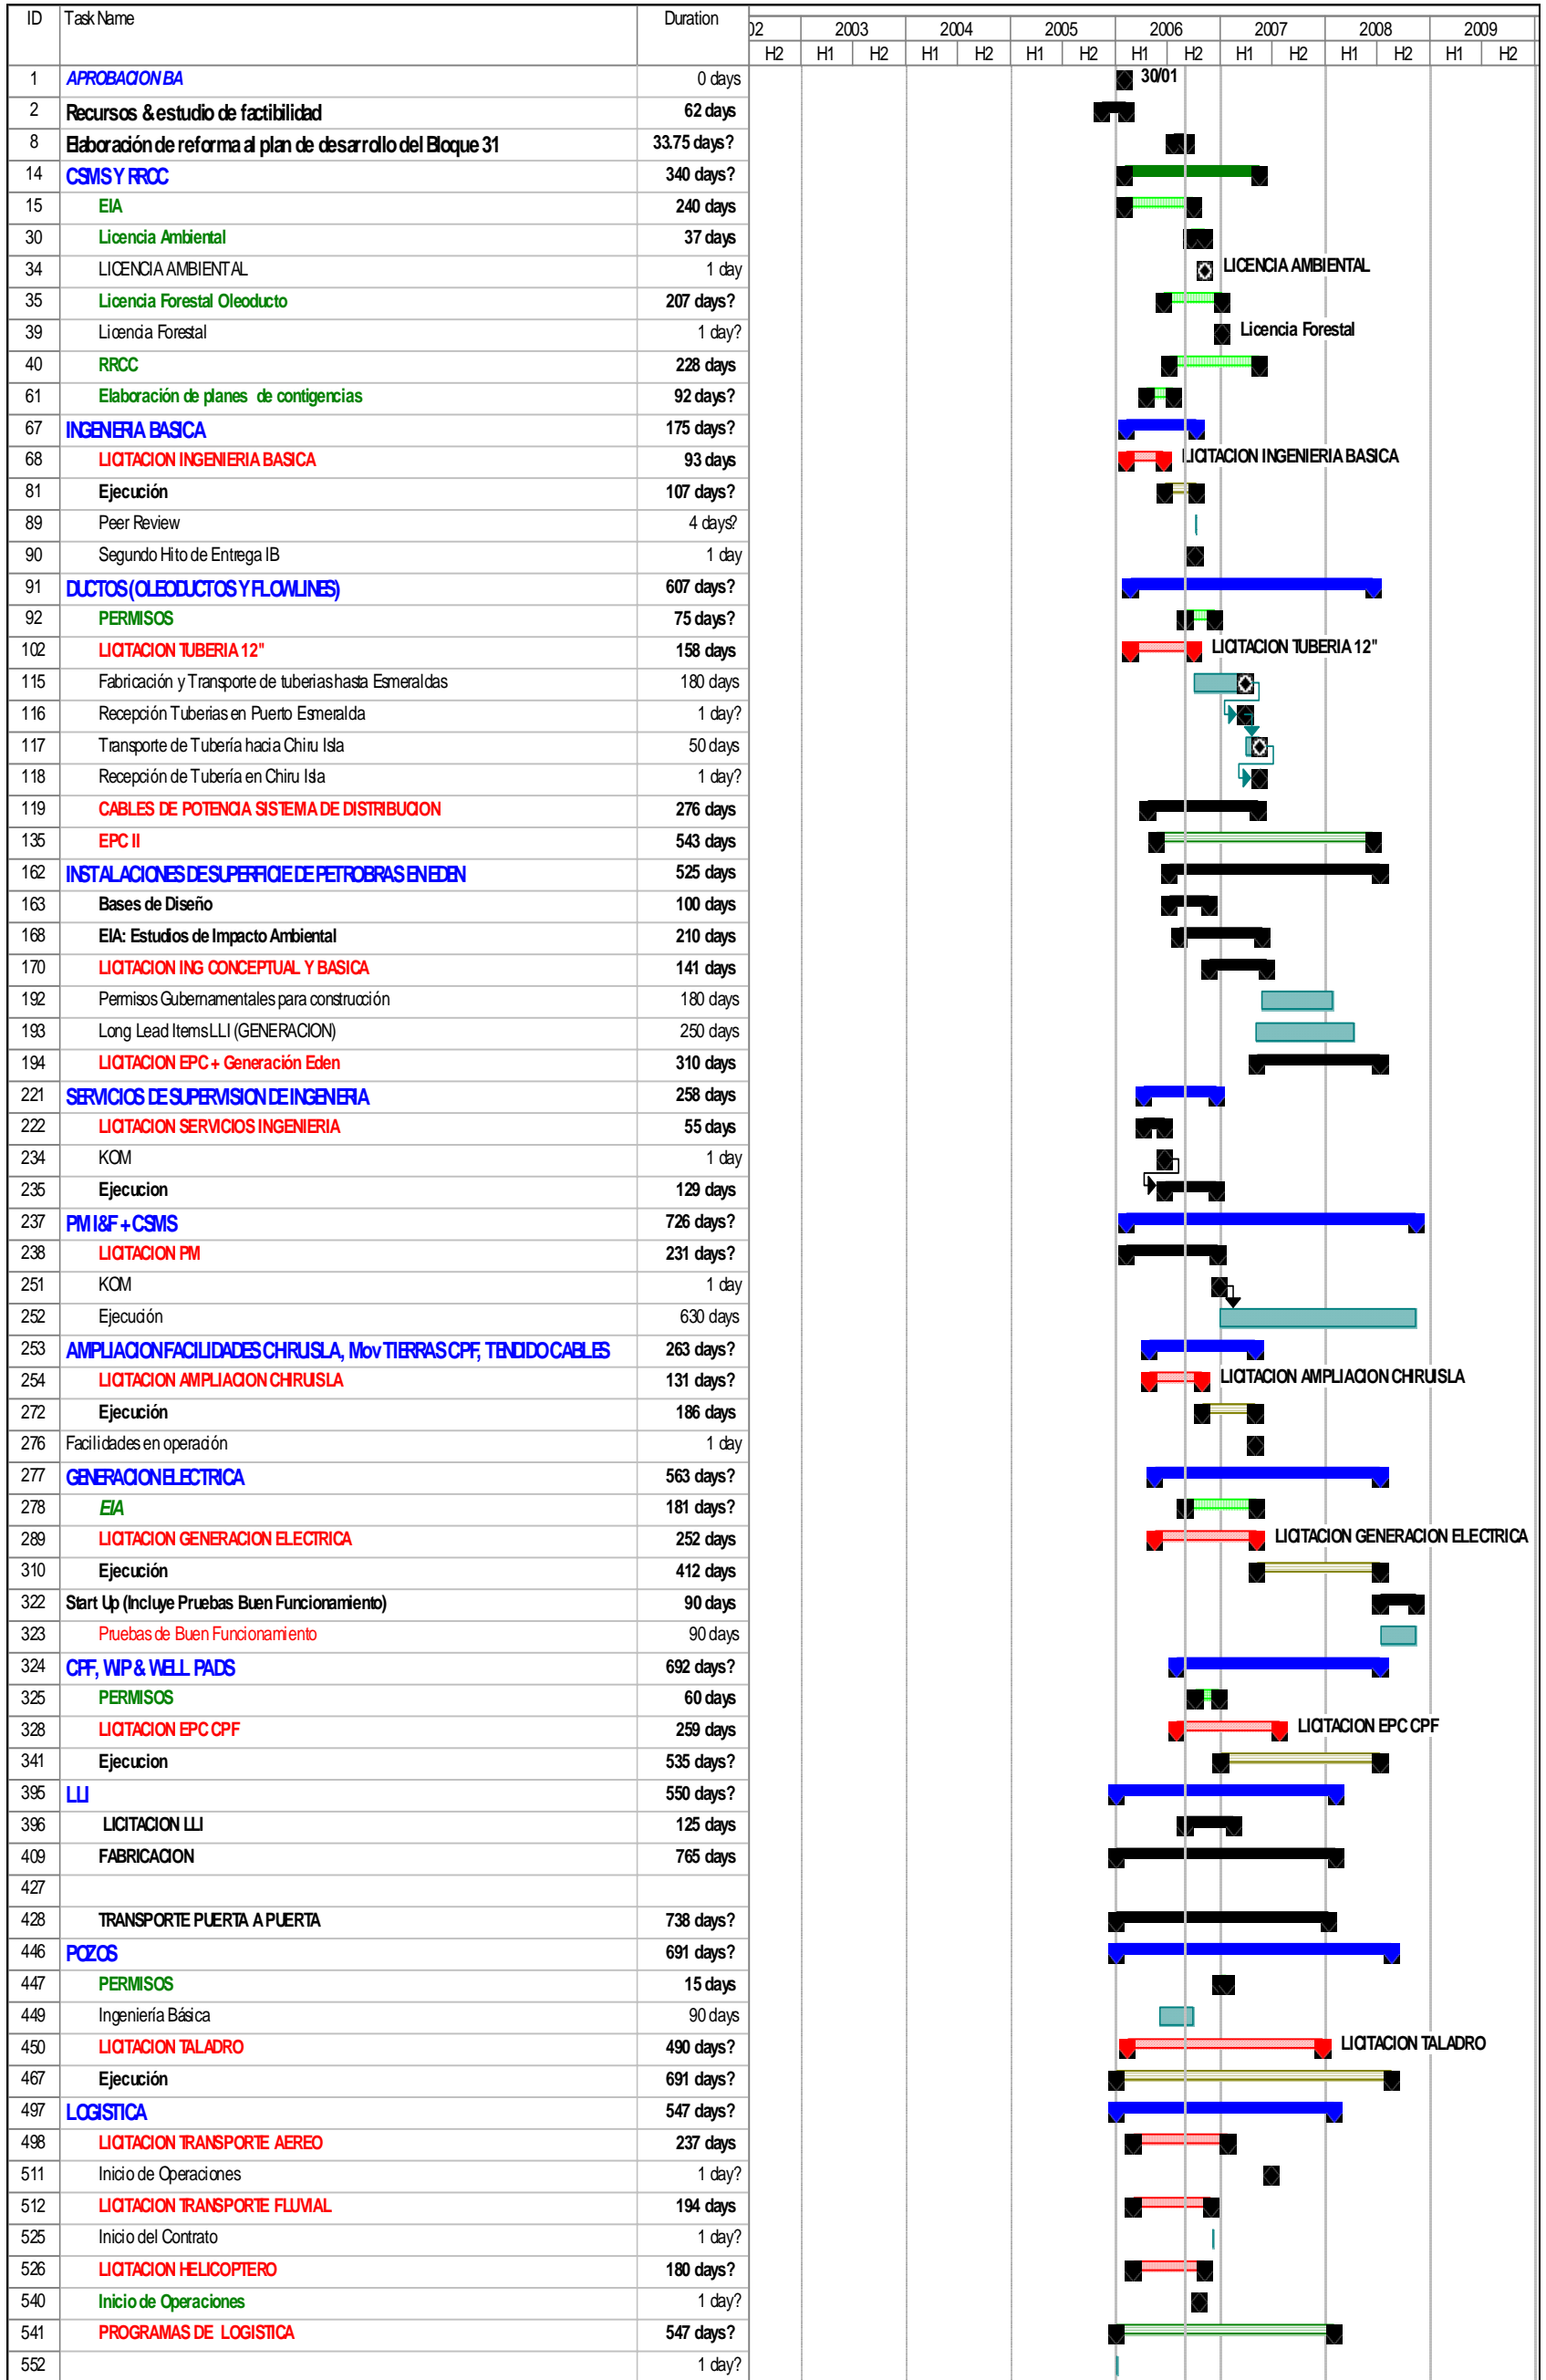 ID Task Name Duration 02 2003 2004 2005 2006 2007 2008 2009
H2 H1 H2 H1 H2 H1 H2 H1 H2 H1 H2 H1 H2 H1 H2
1 APROBACION BA 0 days 30/01
2 Recursos & estudio de factibilidad 62 days
8 Elaboración de reforma al plan de desarrollo del Bloque 31 33.75 days?
14 CSMS Y RRCC 340 days?
15 EIA 240 days
30 Licencia Ambiental 37 days
34 LICENCIA AMBIENTAL 1 day LICENCIA AMBIENTAL
35 Licencia Forestal Oleoducto 207 days?
39 Licencia Forestal 1 day? Licencia Forestal
40 RRCC 228 days
61 Elaboración de planes de contigencias 92 days?
67 INGENIERIA BASICA 175 days?
68 LICITACION INGENIERIA BASICA 93 days LICITACION INGENIERIA BASICA
81 Ejecución 107 days?
89 Peer Review 4 days?
90 Segundo Hito de Entrega IB 1 day
91 DUCTOS (OLEODUCTOS Y FLOWLINES) 607 days?
92 PERMISOS 75 days?
102 LICITACION TUBERIA 12" 158 days LICITACION TUBERIA 12"
115 Fabricación y Transporte de tuberias hasta Esmeraldas 180 days
116 Recepción Tuberias en Puerto Esmeralda 1 day?
117 Transporte de Tubería hacia Chiru Isla 50 days
118 Recepción de Tubería en Chiru Isla 1 day?
119 CABLES DE POTENCIA SISTEMA DE DISTRIBUCION 276 days
135 EPC II 543 days
162 INSTALACIONES DE SUPERFICIE DE PETROBRAS EN EDEN 525 days
163 Bases de Diseño 100 days
168 EIA: Estudios de Impacto Ambiental 210 days
170 LICITACION ING CONCEPTUAL Y BASICA 141 days
192 Permisos Gubernamentales para construcción 180 days
193 Long Lead Items LLI (GENERACION) 250 days
194 LICITACION EPC + Generación Eden 310 days
221 SERVICIOS DE SUPERVISION DE INGENERIA 258 days
222 LICITACION SERVICIOS INGENIERIA 55 days
234 KOM 1 day
235 Ejecucion 129 days
237 PM I&F + CSMS 726 days?
238 LICITACION PM 231 days?
251 KOM 1 day
252 Ejecución 630 days
253 AMPLIACION FACILIDADES CHIRUISLA, Mov TIERRAS CPF, TENDIDO CABLES 263 days?
254 LICITACION AMPLIACION CHIRUISLA 131 days? LICITACION AMPLIACION CHIRUISLA
272 Ejecución 186 days
276 Facilidades en operación 1 day
277 GENERACION ELECTRICA 563 days?
278 EIA 181 days?
289 LICITACION GENERACION ELECTRICA 252 days LICITACION GENERACION ELECTRICA
310 Ejecución 412 days
322 Start Up (Incluye Pruebas Buen Funcionamiento) 90 days
323 Pruebas de Buen Funcionamiento 90 days
324 CPF, WIP & WELL PADS 692 days?
325 PERMISOS 60 days
328 LICITACION EPC CPF 259 days LICITACION EPC CPF
341 Ejecucion 535 days?
395 LLI 550 days?
396 LICITACION LLI 125 days
409 FABRICACION 765 days
427
428 TRANSPORTE PUERTA A PUERTA 738 days?
446 POZOS 691 days?
447 PERMISOS 15 days
449 Ingeniería Básica 90 days
450 LICITACION TALADRO 490 days? LICITACION TALADRO
467 Ejecución 691 days?
497 LOGISTICA 547 days?
498 LICITACION TRANSPORTE AEREO 237 days
511 Inicio de Operaciones 1 day?
512 LICITACION TRANSPORTE FLUVIAL 194 days
525 Inicio del Contrato 1 day?
526 LICITACION HELICOPTERO 180 days?
540 Inicio de Operaciones 1 day?
541 PROGRAMAS DE LOGISTICA 547 days?
552 1 day?